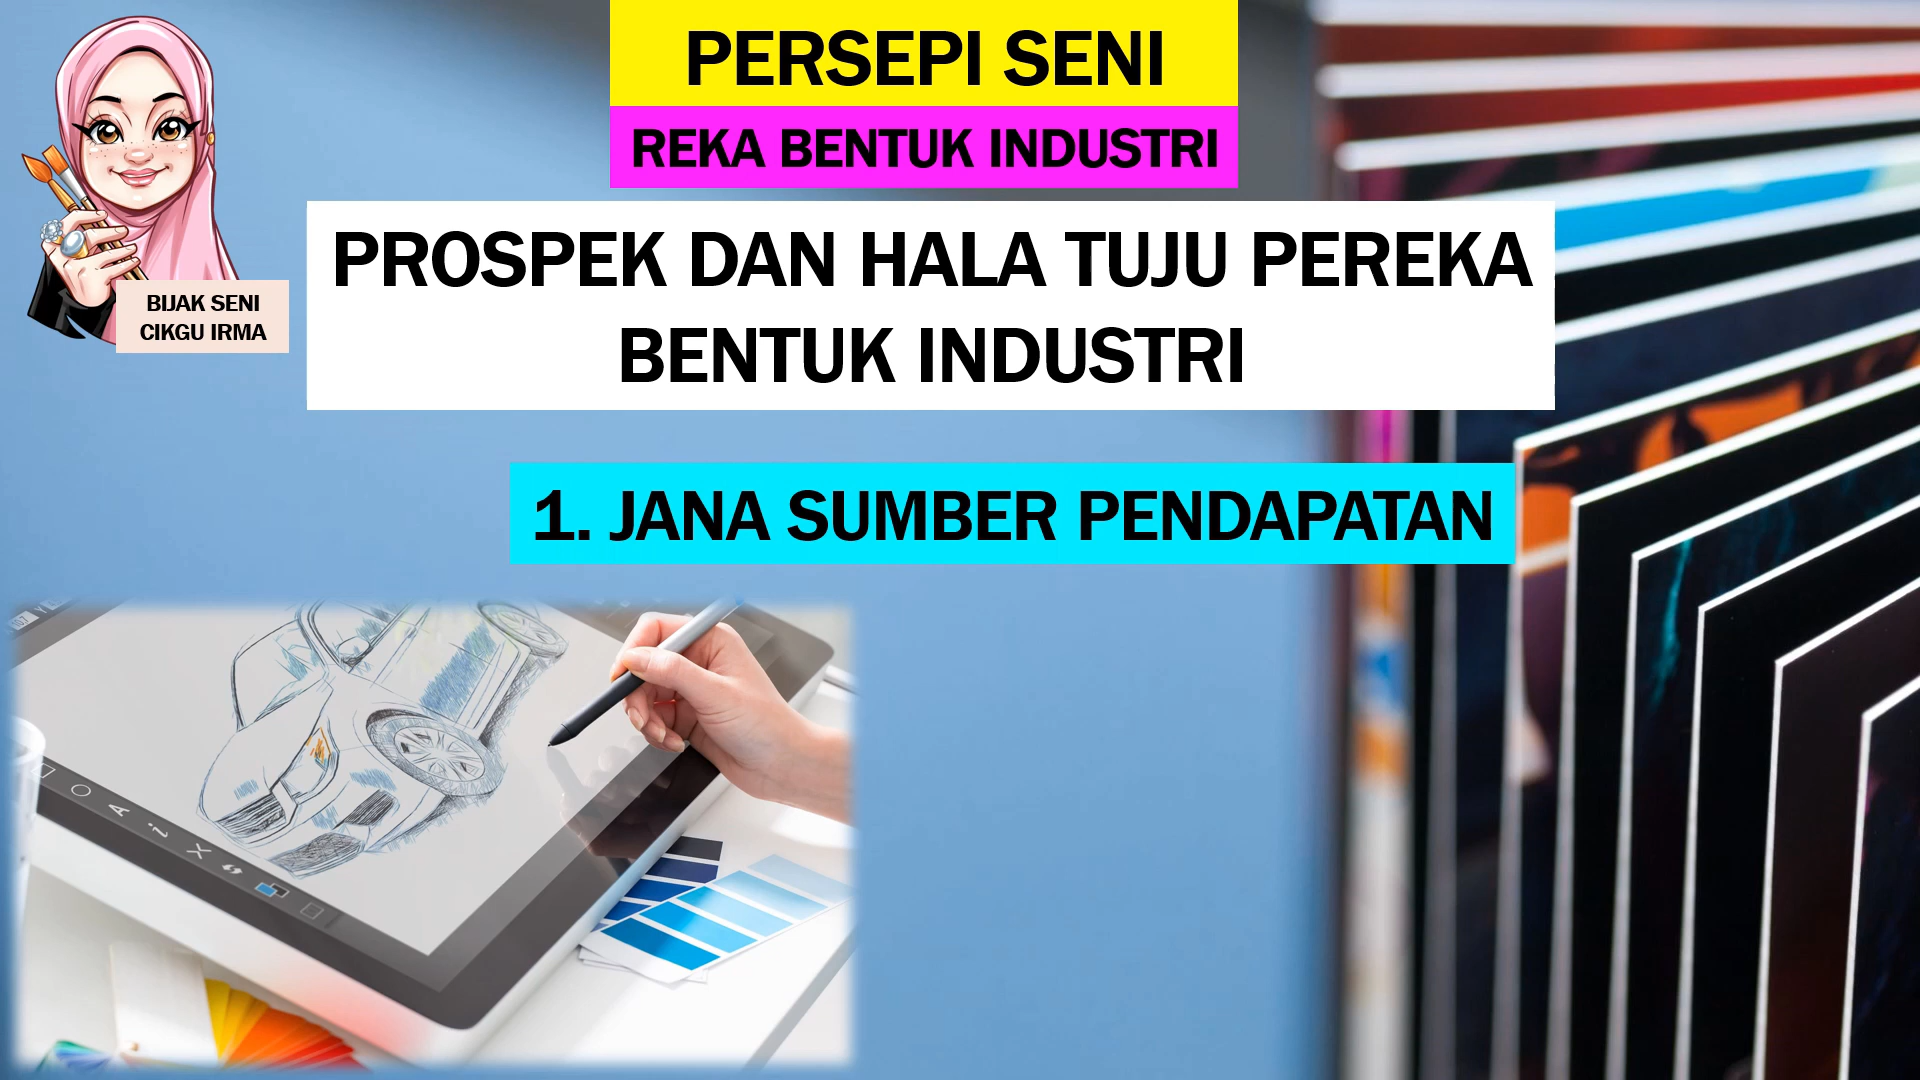 PERSEPI SENI
REKA BENTUK INDUSTRI
PROSPEK DAN HALA TUJU PEREKA
BENTUK INDUSTRI
BIJAK SENI
CIKGU IRMA
1. JANA SUMBER PENDAPATAN